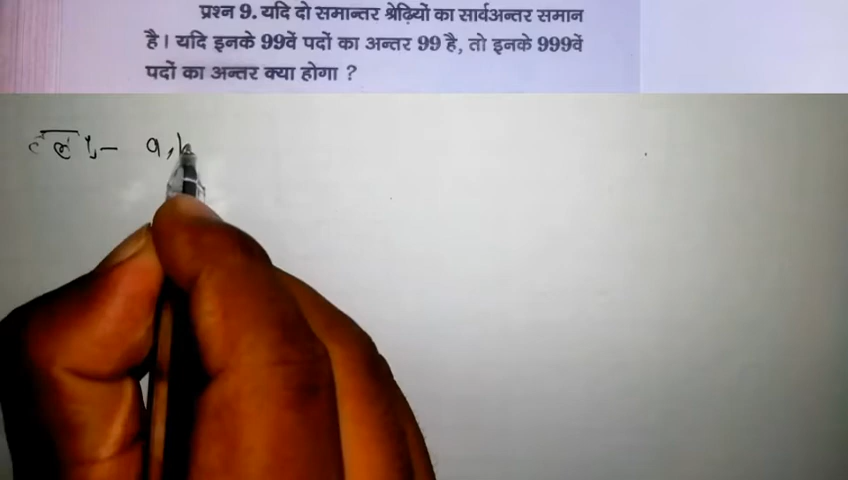 प्रश्न 9. यदि दो समान्तर श्रेढ़ियों का सार्वअन्तर समान
है। यदि इनके 99वें पदों का अन्तर 99 है, तो इनके 999वें
पदों का अन्तर क्या होगा ?
हल :- a, b